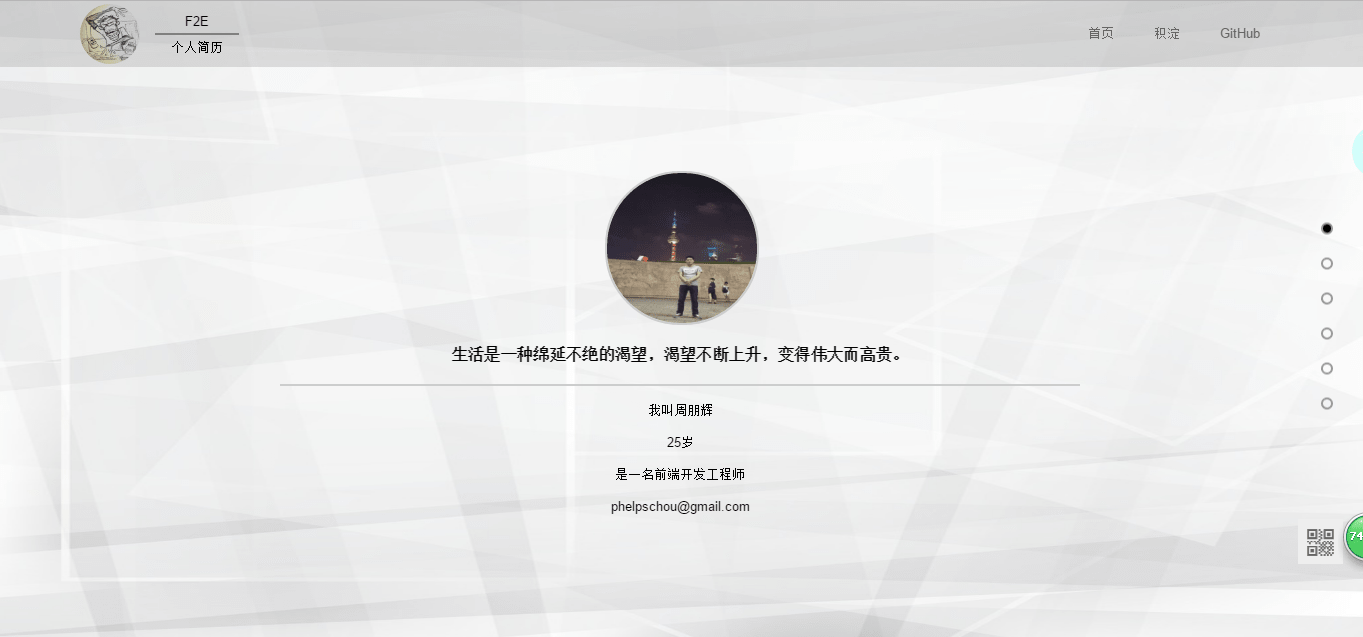 F2E
个人简历
首页
积淀
GitHub
生活是一种绵延不绝的渴望，渴望不断上升，变得伟大而高贵。
我叫周朋辉
25岁
是一名前端开发工程师
phelpschou@gmail.com
74